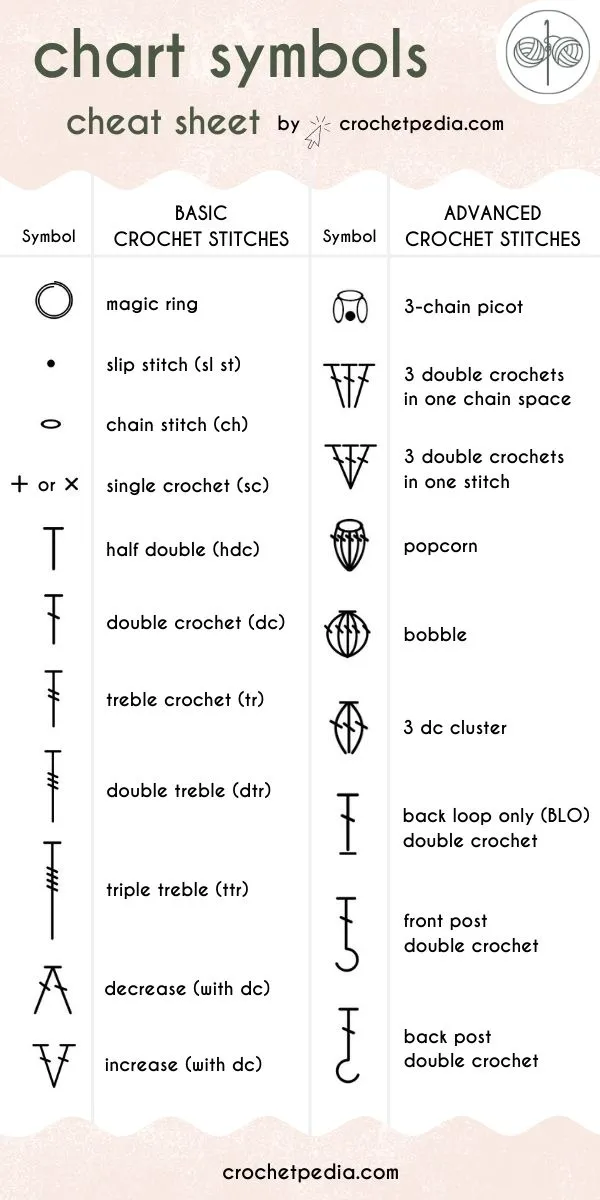 chart symbols
cheat sheet by crochetpedia.com
Symbol
BASIC
CROCHET STITCHES
magic ring
slip stitch (sl st)
chain stitch (ch)
+ or ×
single crochet (sc)
half double (hdc)
double crochet (dc)
treble crochet (tr)
double treble (dtr)
triple treble (ttr)
decrease (with dc)
increase (with dc)
Symbol
ADVANCED
CROCHET STITCHES
3-chain picot
3 double crochets
in one chain space
3 double crochets
in one stitch
popcorn
bobble
3 dc cluster
back loop only (BLO)
double crochet
front post
double crochet
back post
double crochet
crochetpedia.com